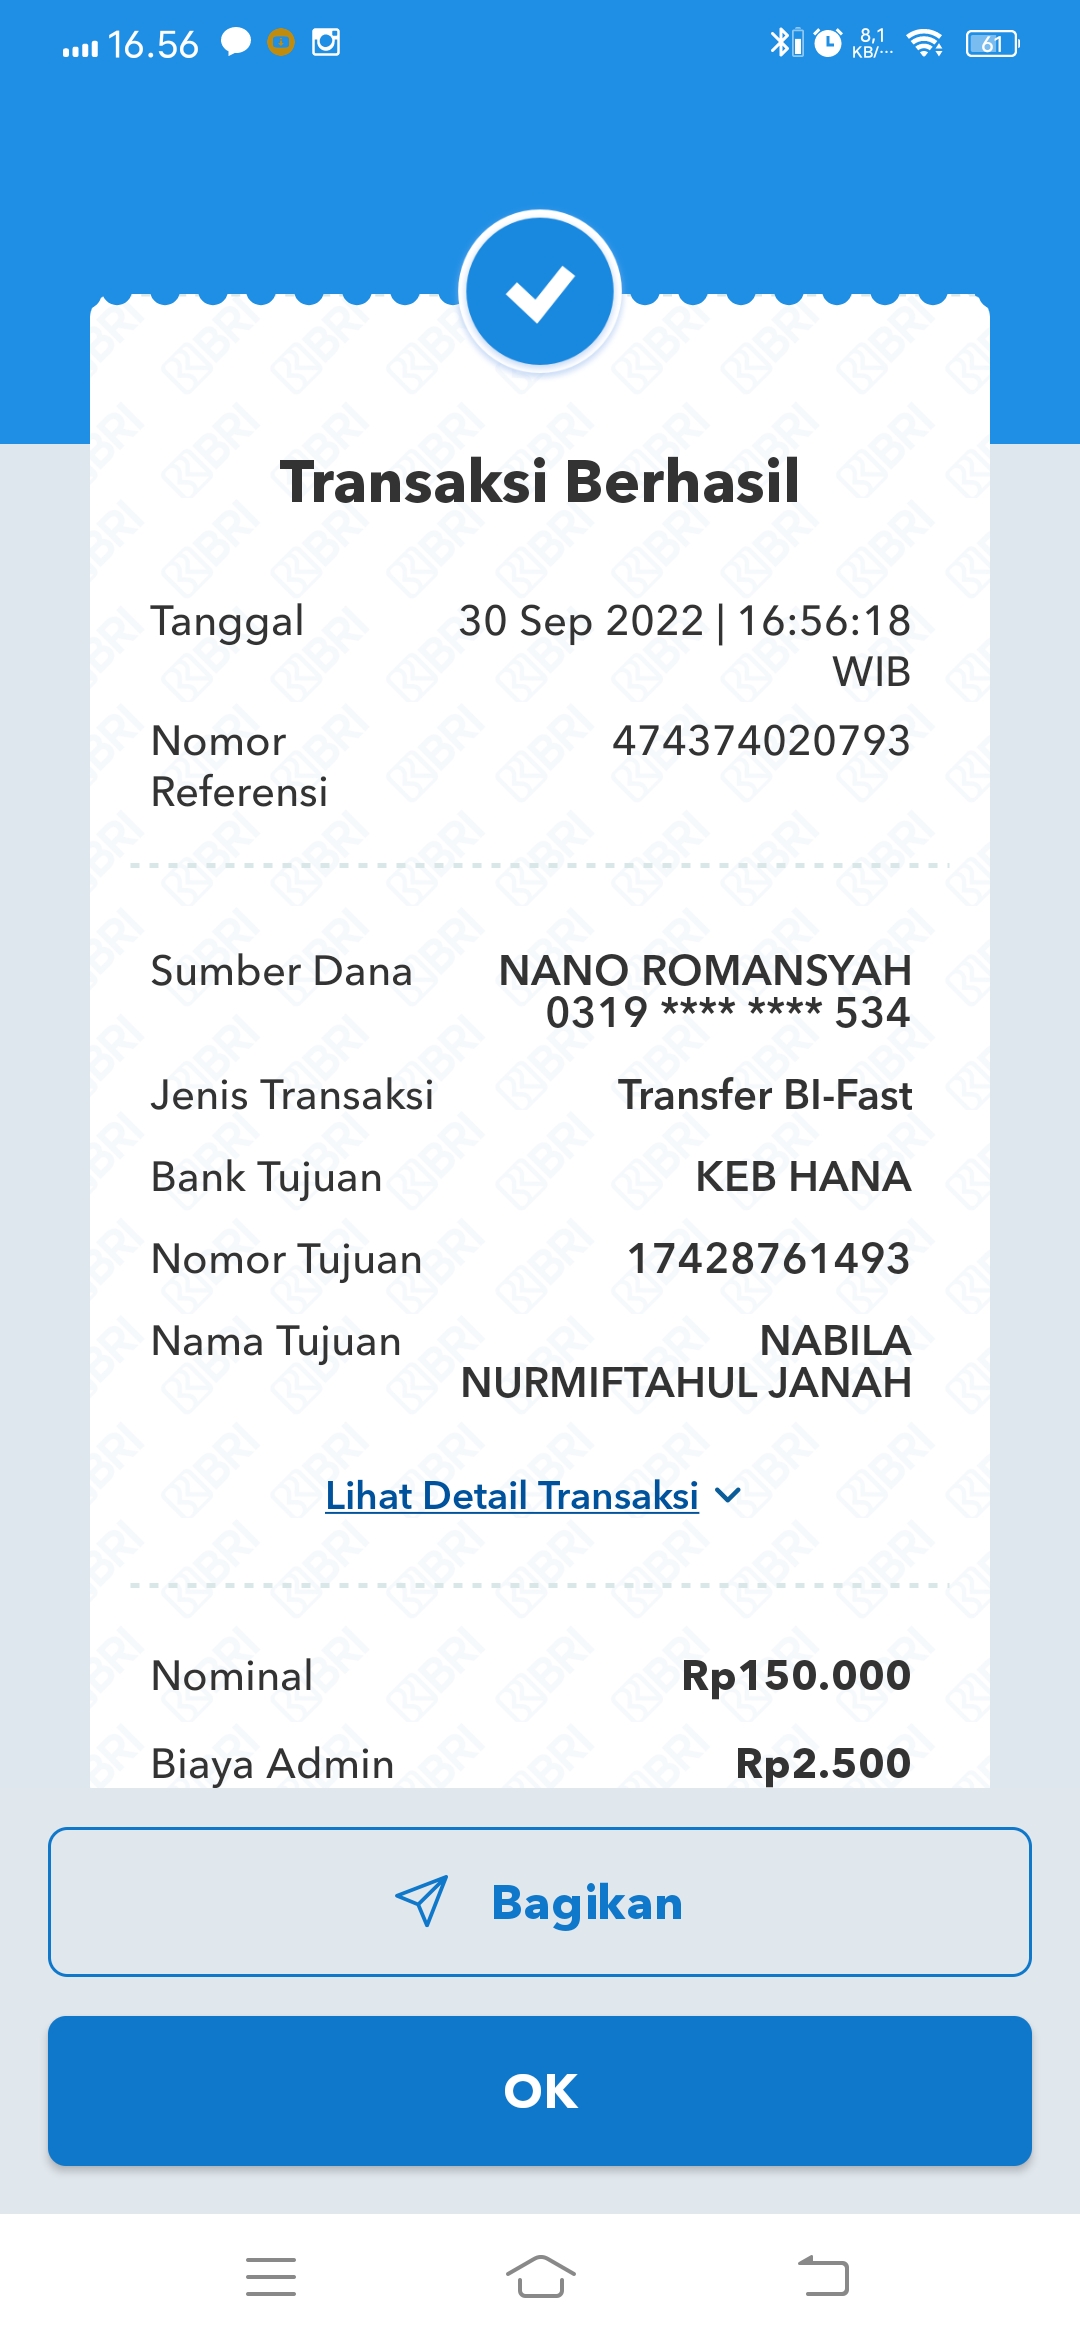 16.56
8,1
KB/...
61
Transaksi Berhasil
Tanggal 30 Sep 2022 | 16:56:18
WIB
Nomor 474374020793
Referensi
Sumber Dana NANO ROMANSYAH
0319 **** **** 534
Jenis Transaksi Transfer BI-Fast
Bank Tujuan KEB HANA
Nomor Tujuan 17428761493
Nama Tujuan NABILA
NURMIFTAHUL JANAH
Lihat Detail Transaksi
Nominal Rp150.000
Biaya Admin Rp2.500
Bagikan
OK
BRI